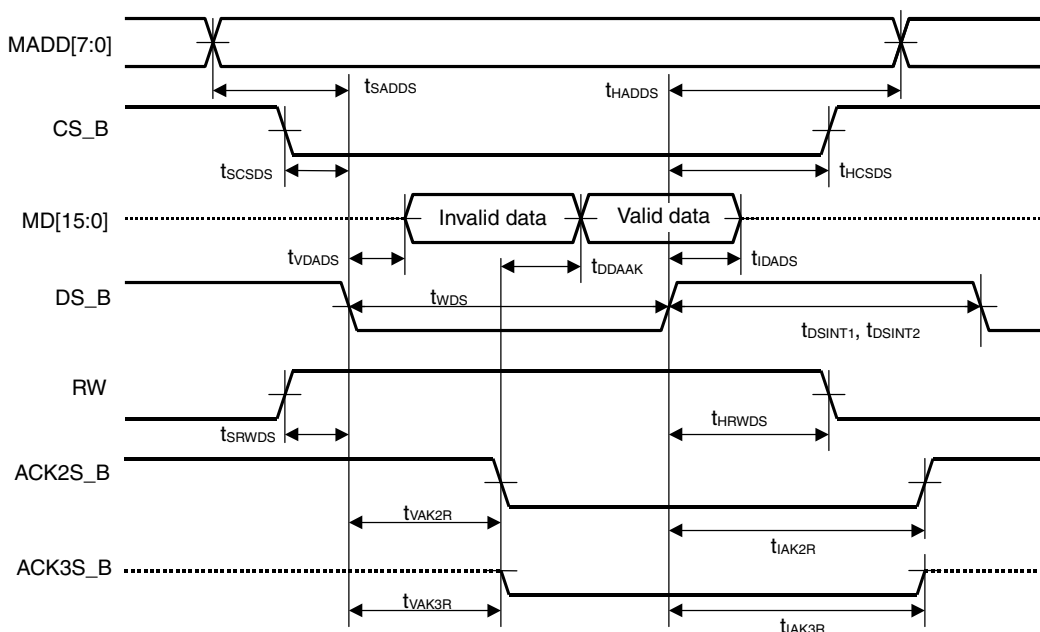 MADD[7:0]
tSADDS
tHADDS
CS_B
tSCSDS
tHCSDS
MD[15:0]
Invalid data
Valid data
tVDADS
tDDAAK
tIDADS
DS_B
tWDS
tDSINT1, tDSINT2
RW
tSRWDS
tHRWDS
ACK2S_B
tVAK2R
tIAK2R
ACK3S_B
tVAK3R
tIAK3R